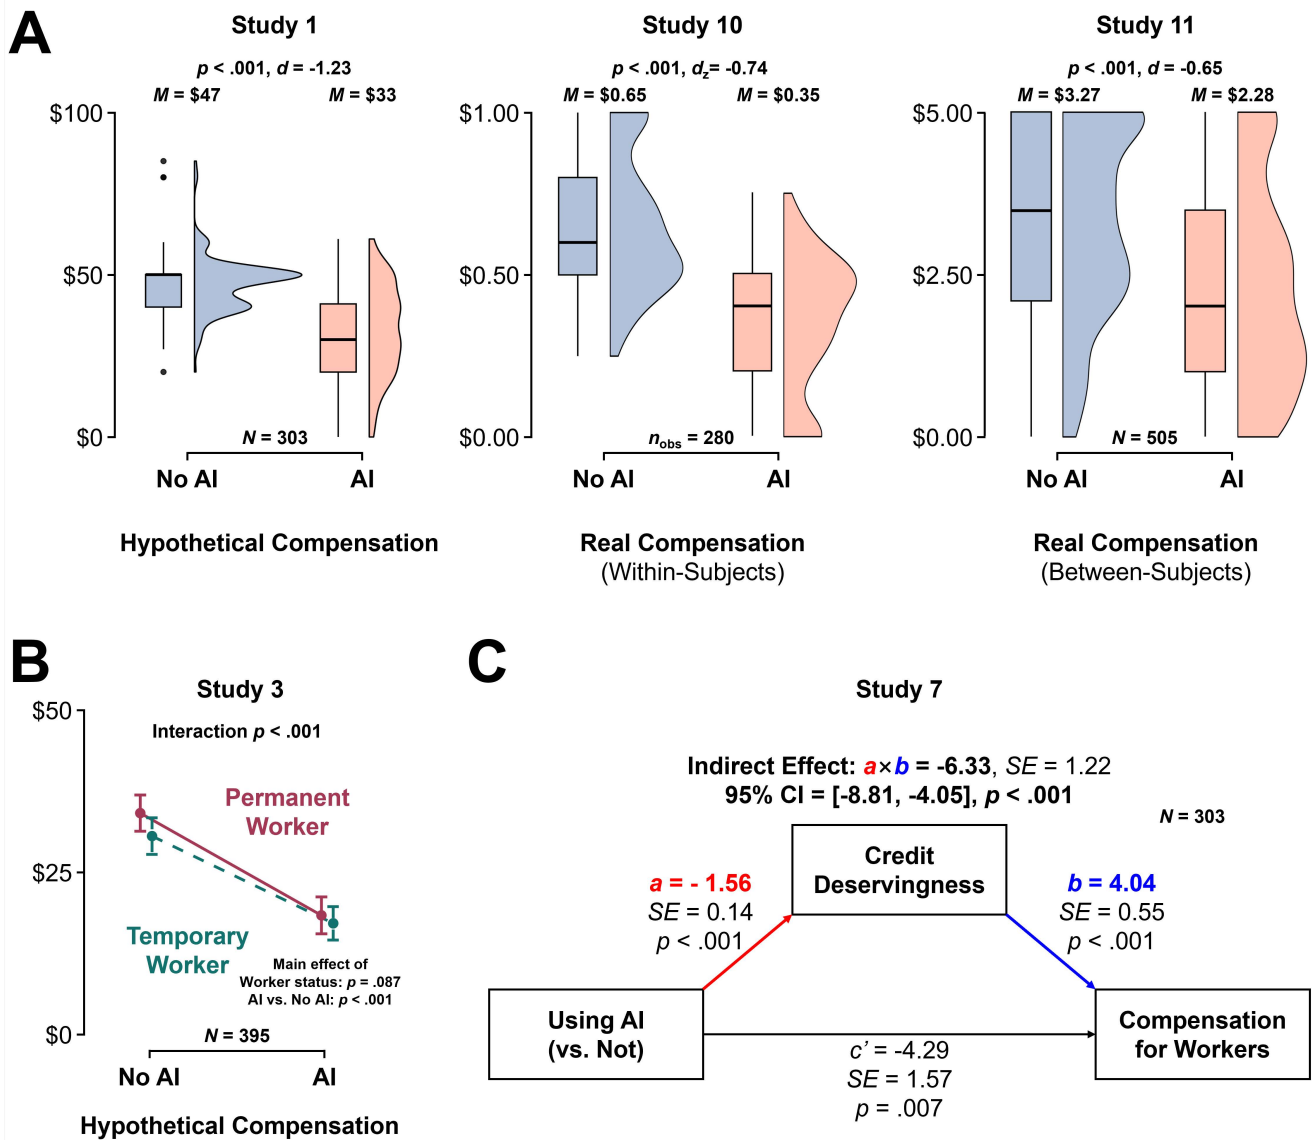 A
Study 1
p < .001, d = -1.23
M = $47
M = $33
$100
$50
$0
N = 303
No AI
AI
Hypothetical Compensation
Study 10
p < .001, dz= -0.74
M = $0.65
M = $0.35
$1.00
$0.50
$0.00
nobs = 280
No AI
AI
Real Compensation
(Within-Subjects)
Study 11
p < .001, d = -0.65
M = $3.27
M = $2.28
$5.00
$2.50
$0.00
N = 505
No AI
AI
Real Compensation
(Between-Subjects)
B
Study 3
$50
Interaction p < .001
Permanent
Worker
$25
Temporary
Worker
Main effect of
Worker status: p = .087
AI vs. No AI: p < .001
$0
N = 395
No AI
AI
Hypothetical Compensation
C
Study 7
Indirect Effect: a×b = -6.33, SE = 1.22
95% CI = [-8.81, -4.05], p < .001
N = 303
Credit
Deservingness
a = - 1.56
SE = 0.14
p < .001
b = 4.04
SE = 0.55
p < .001
Using AI
(vs. Not)
Compensation
for Workers
c’ = -4.29
SE = 1.57
p = .007